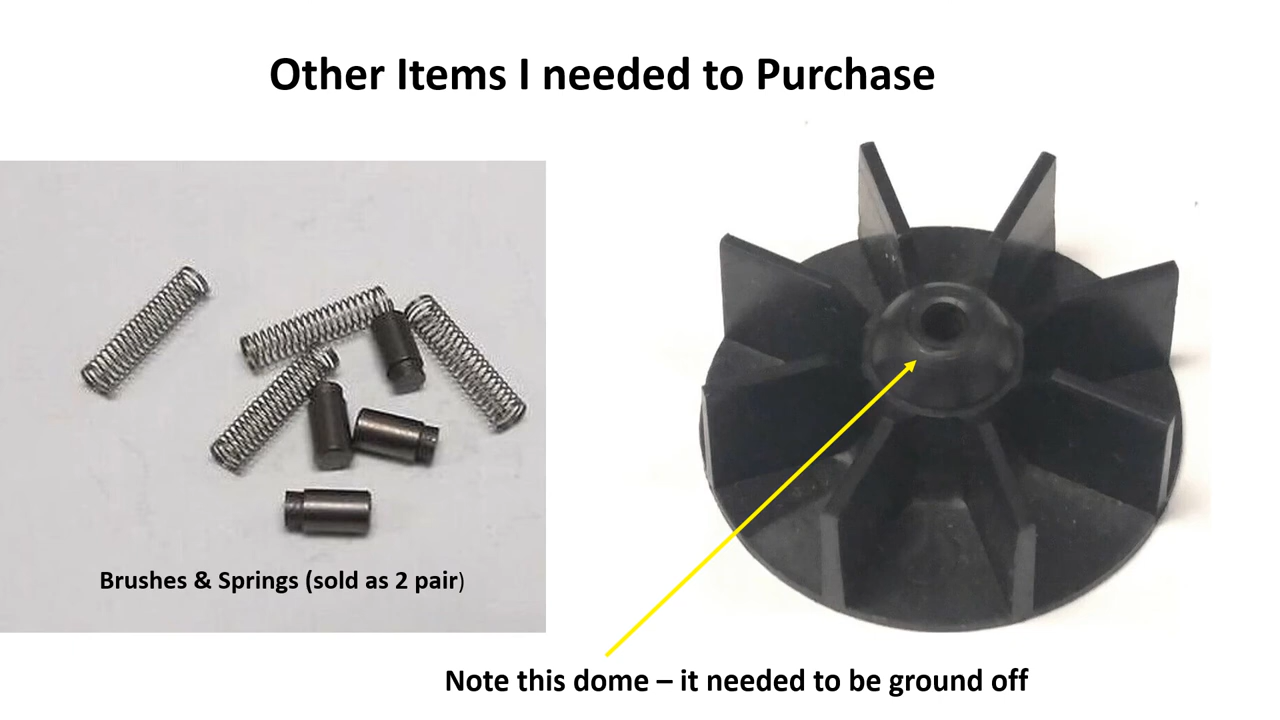 Other Items I needed to Purchase
Brushes & Springs (sold as 2 pair)
Note this dome – it needed to be ground off